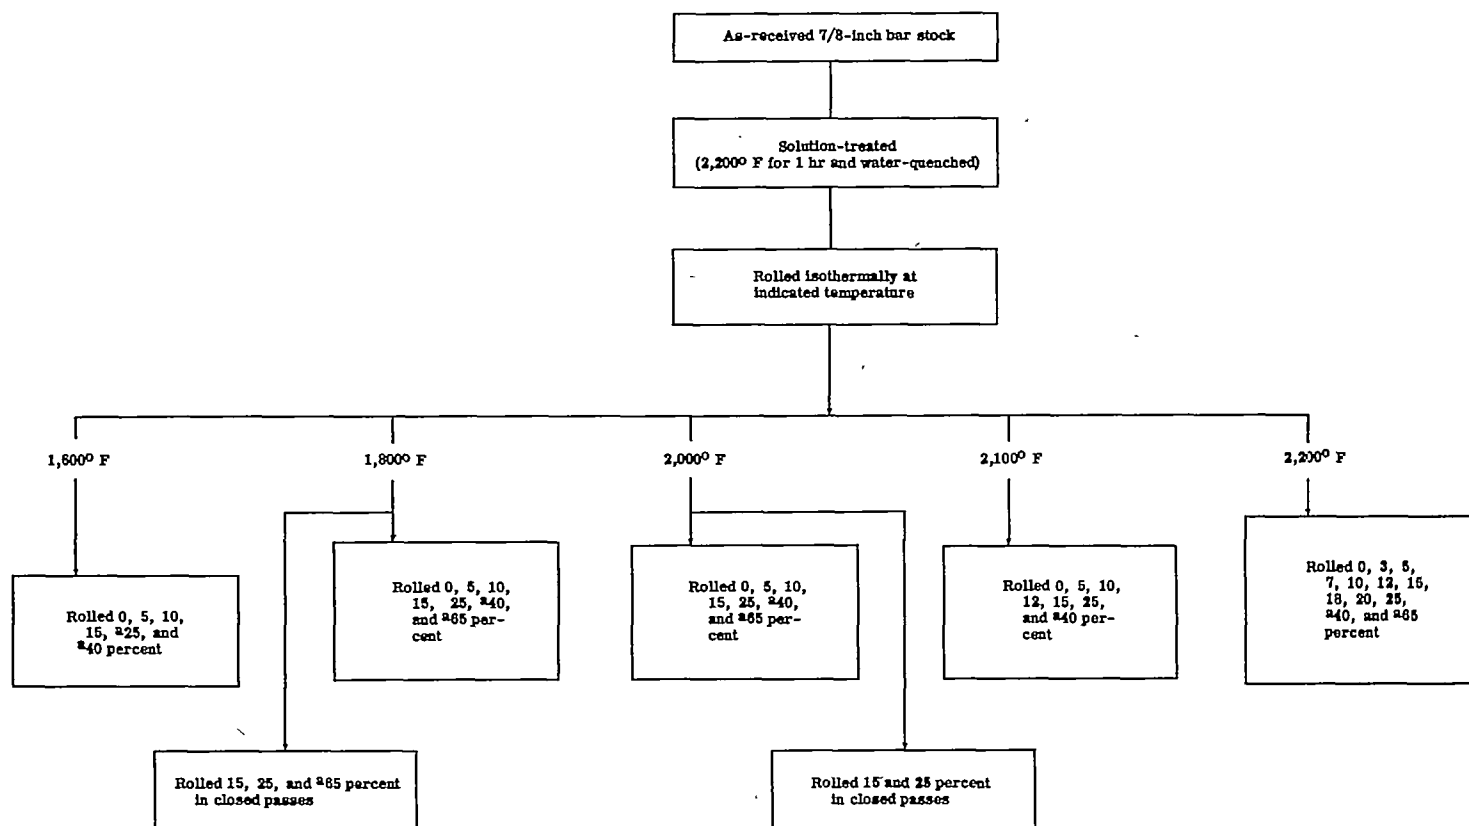 As-received 7/8-inch bar stock
Solution-treated
(2,200° F for 1 hr and water-quenched)
Rolled isothermally at
indicated temperature
1,600° F
1,800° F
2,000° F
2,100° F
2,200° F
Rolled 0, 5, 10,
15, a25, and
a40 percent
Rolled 0, 5, 10,
15, 25, a40,
and a65 per-
cent
Rolled 0, 5, 10,
15, 25, a40,
and a65 per-
cent
Rolled 0, 5, 10,
12, 15, 25,
and a40 per-
cent
Rolled 0, 3, 5,
7, 10, 12, 15,
18, 20, 25,
a40, and a65
percent
Rolled 15, 25, and a65 percent
in closed passes
Rolled 15 and 25 percent
in closed passes